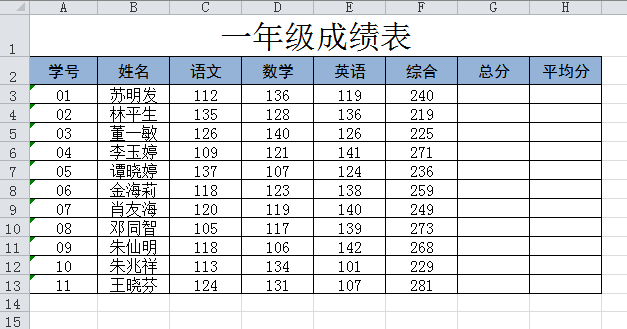 A B C D E F G H
1 一年级成绩表
2 学号 姓名 语文 数学 英语 综合 总分 平均分
3 01 苏明发 112 136 119 240
4 02 林平生 135 128 136 219
5 03 董一敏 126 140 126 225
6 04 李玉婷 109 121 141 271
7 05 谭晓婷 137 107 124 236
8 06 金海莉 118 123 138 259
9 07 肖友海 120 119 140 249
10 08 邓同智 105 117 139 273
11 09 朱仙明 118 106 142 268
12 10 朱兆祥 113 134 101 229
13 11 王晓芬 124 131 107 281
14
15